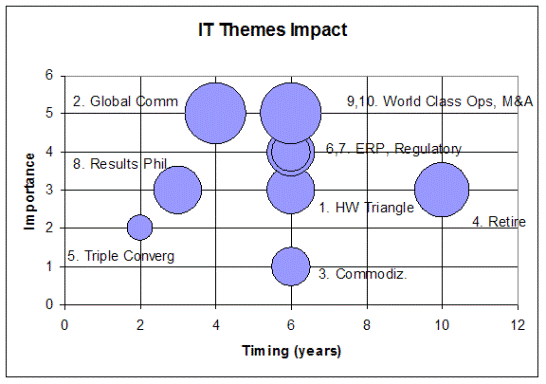 IT Themes Impact
6
2. Global Comm
9,10. World Class Ops, M&A
5
4
6,7. ERP, Regulatory
8. Results Phil.
3
1. HW Triangle
4. Retire
2
5. Triple Converg
1
3. Commodiz.
0
0 2 4 6 8 10 12
Importance
Timing (years)